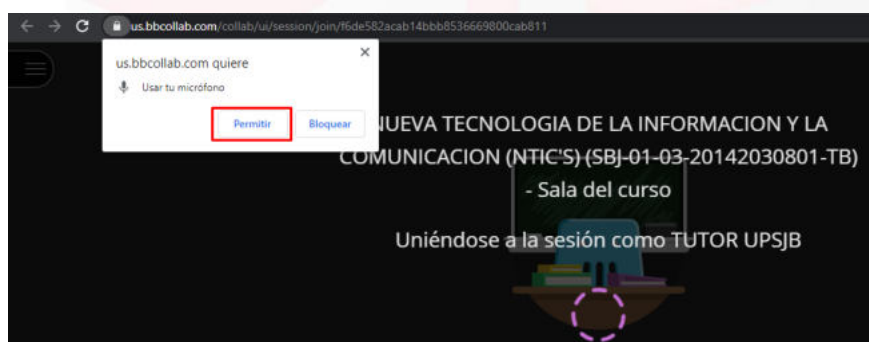 us.bbcollab.com/collab/ui/session/join/f6de582acab14bbb8536669800cab811
us.bbcollab.com quiere
Usar tu micrófono
Permitir
Bloquear
NUEVA TECNOLOGIA DE LA INFORMACION Y LA
COMUNICACION (NTIC'S) (SBJ-01-03-20142030801-TB)
- Sala del curso
Uniéndose a la sesión como TUTOR UPSJB